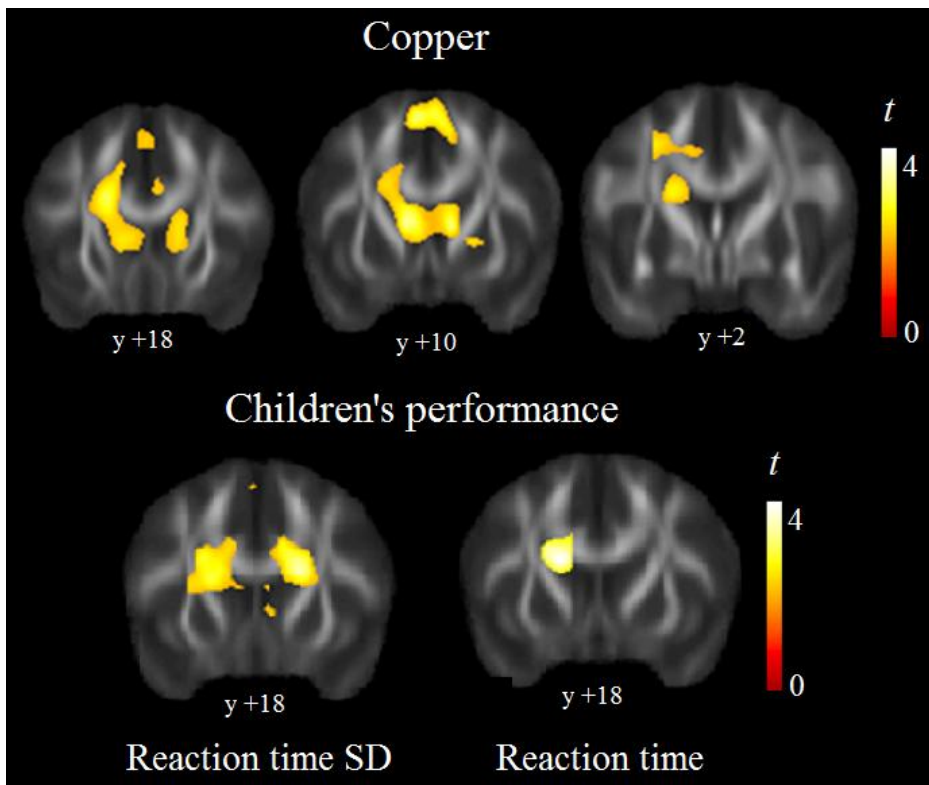 Copper
t
4
0
y +18
y +10
y +2
Children's performance
t
4
0
y +18
y +18
Reaction time SD
Reaction time